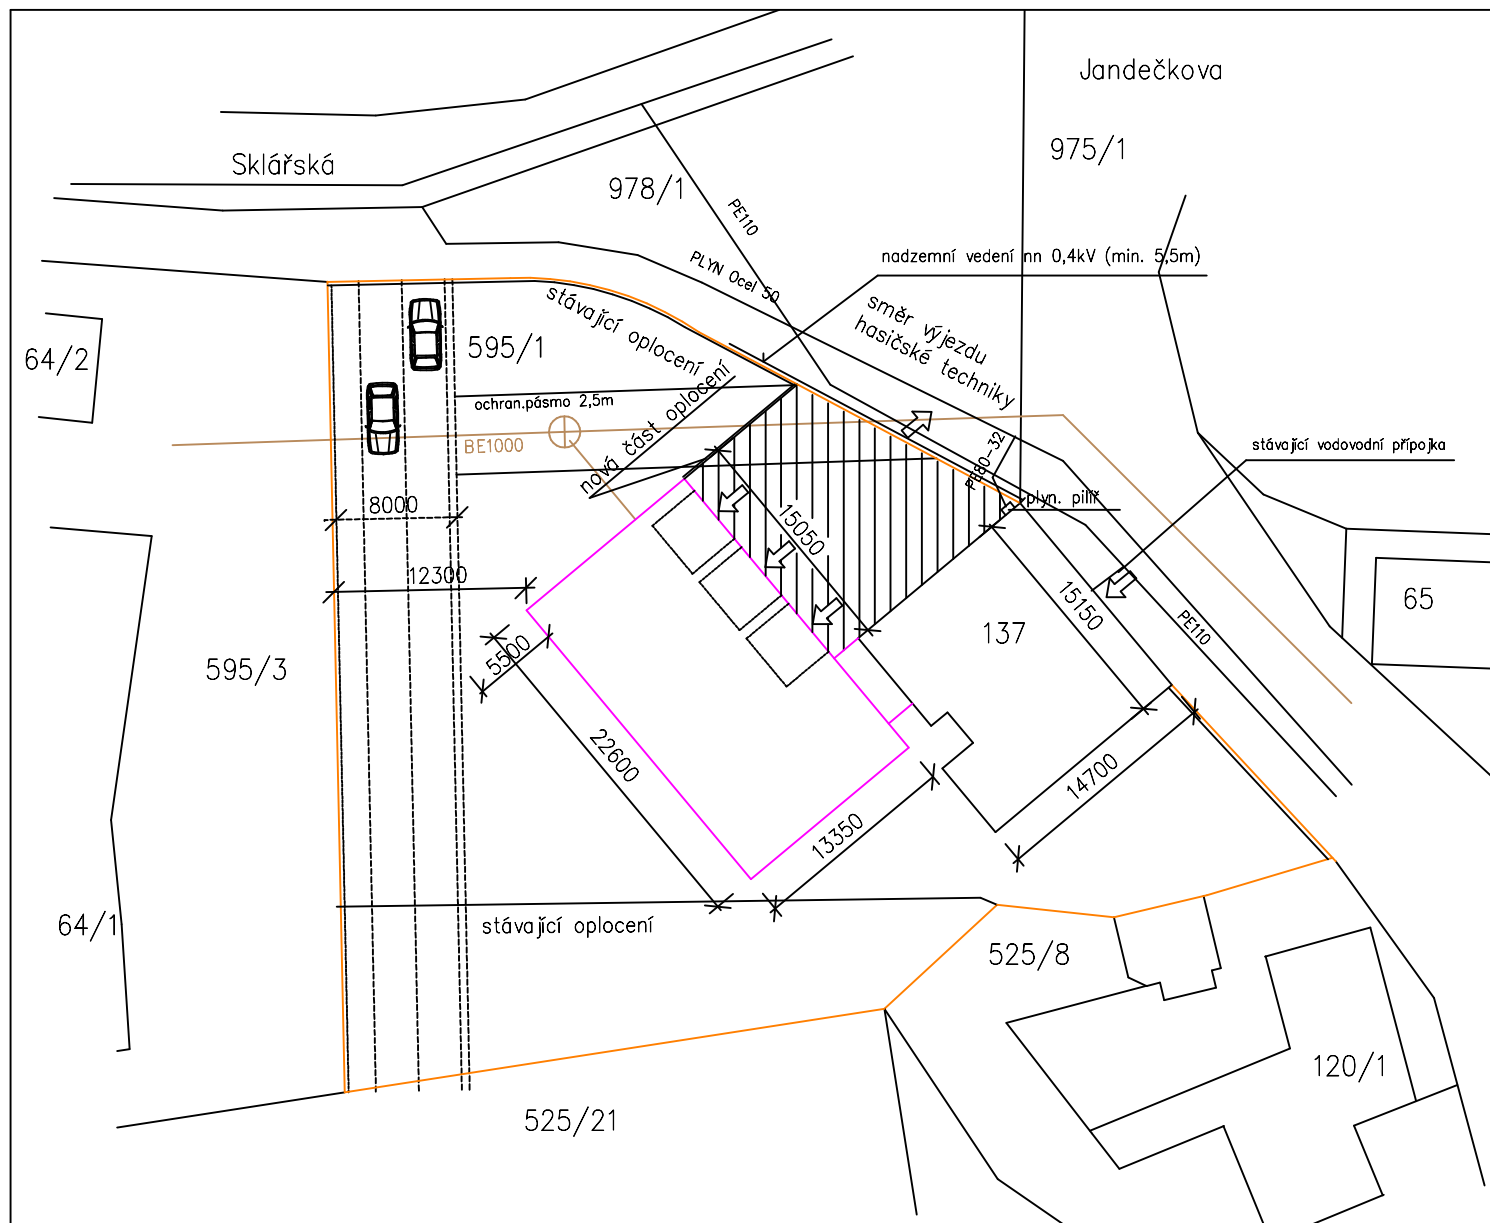 Jandečkova
975/1
Sklářská
978/1
PE110
PLYN Ocel 50
nadzemní vedení nn 0,4kV (min. 5,5m)
směr výjezdu
hasičské techniky
stávající oplocení
595/1
64/2
ochran.pásmo 2,5m
nová část oplocení
BE1000
PE80-32
stávající vodovodní přípojka
plyn. pilíř
8000
15050
12300
15150
65
PE110
137
5500
595/3
22600
14700
13350
64/1
stávající oplocení
525/8
120/1
525/21